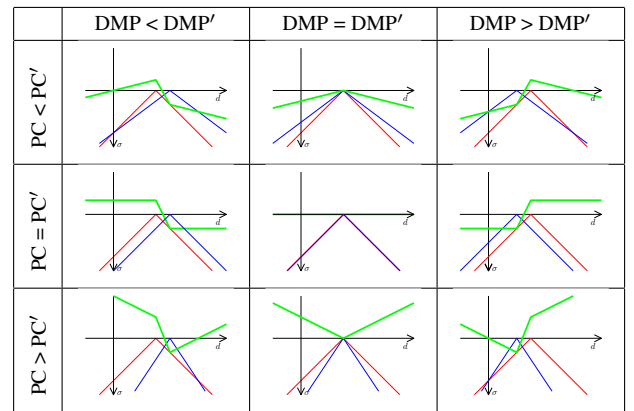 DMP < DMP′ DMP = DMP′ DMP > DMP′
PC < PC′
d d
σ σ σ
PC = PC′
d d d
σ σ σ
PC > PC′
d d d
σ σ σ